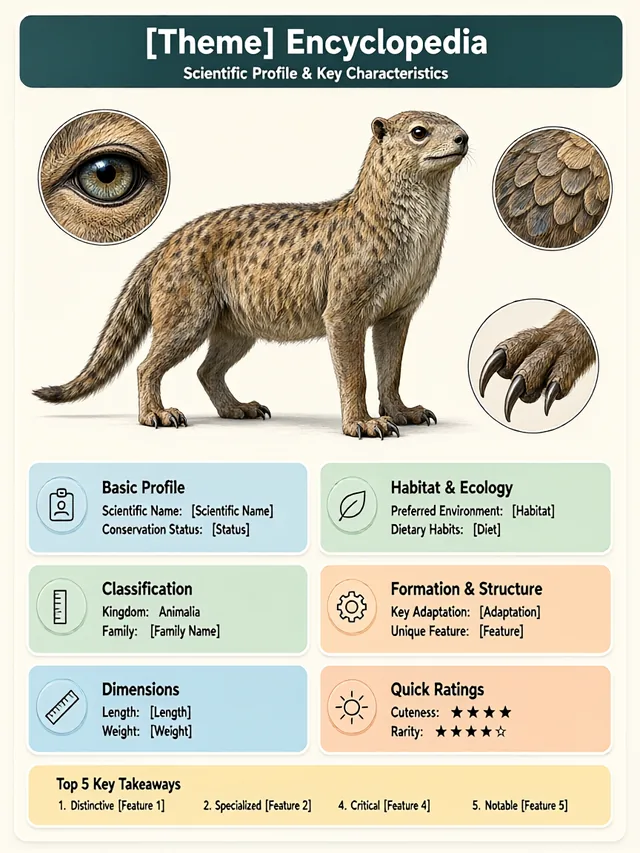 [Theme] Encyclopedia
Scientific Profile & Key Characteristics
Basic Profile
Scientific Name: [Scientific Name]
Conservation Status: [Status]
Habitat & Ecology
Preferred Environment: [Habitat]
Dietary Habits: [Diet]
Classification
Kingdom: Animalia
Family: [Family Name]
Formation & Structure
Key Adaptation: [Adaptation]
Unique Feature: [Feature]
Dimensions
Length: [Length]
Weight: [Weight]
Quick Ratings
Cuteness: ★★★★
Rarity: ★★★★☆
Top 5 Key Takeaways
1. Distinctive [Feature 1] 2. Specialized [Feature 2] 4. Critical [Feature 4] 5. Notable [Feature 5]